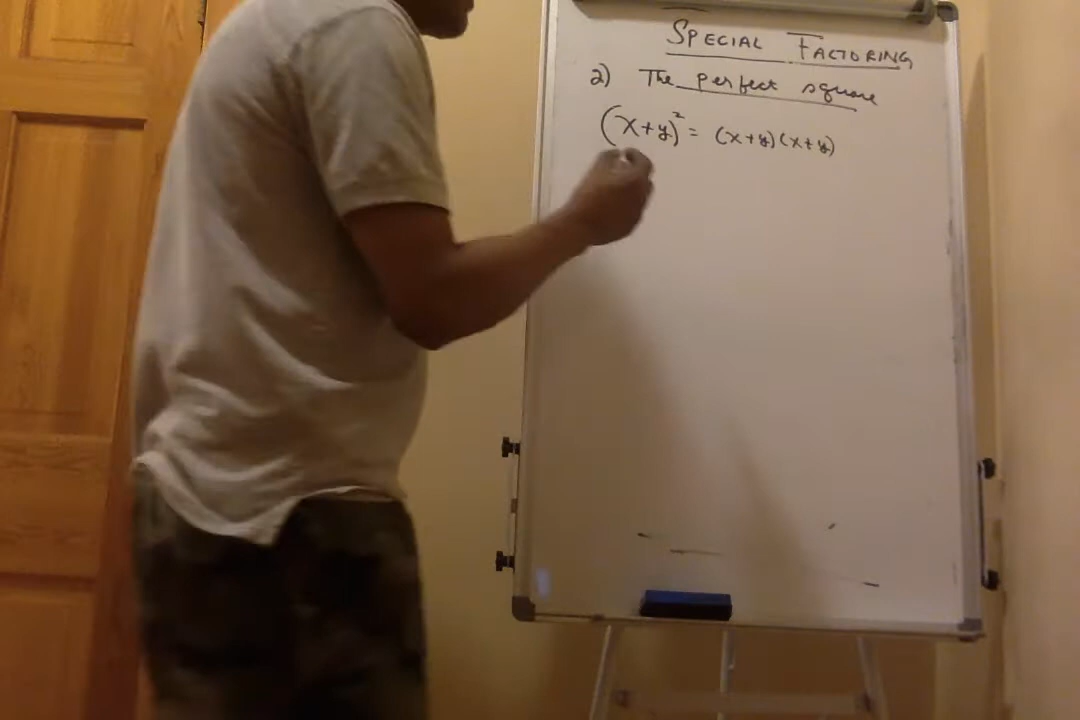 SPECIAL FACTORING
2) The perfect square
(x+y)² = (x+y)(x+y)